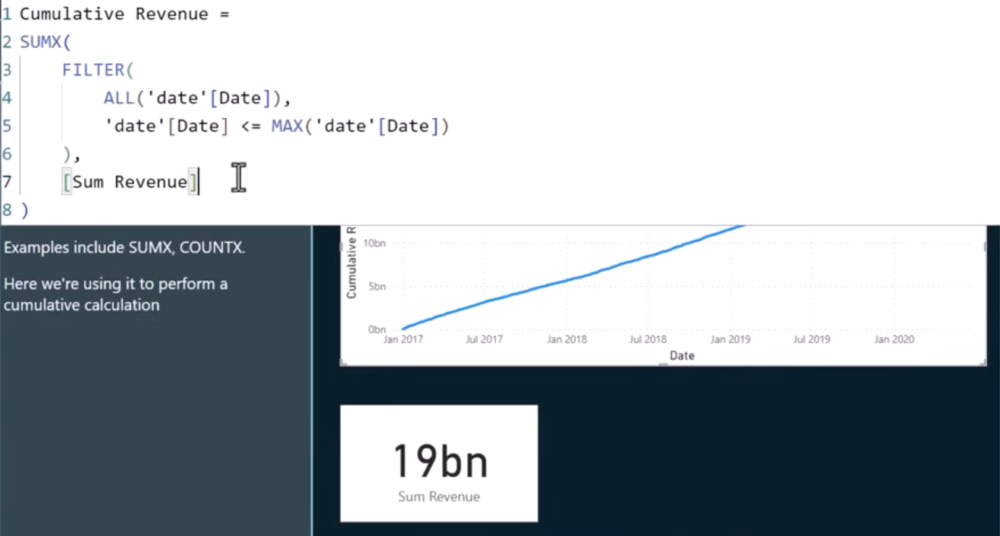 1 Cumulative Revenue =
2 SUMX(
3 FILTER(
4 ALL('date'[Date]),
5 'date'[Date] <= MAX('date'[Date])
6 ),
7 [Sum Revenue]
8 )
Examples include SUMX, COUNTX.
Here we're using it to perform a
cumulative calculation
Cumulative R
10bn
5bn
0bn
Jan 2017 Jul 2017 Jan 2018 Jul 2018 Jan 2019 Jul 2019 Jan 2020
Date
19bn
Sum Revenue